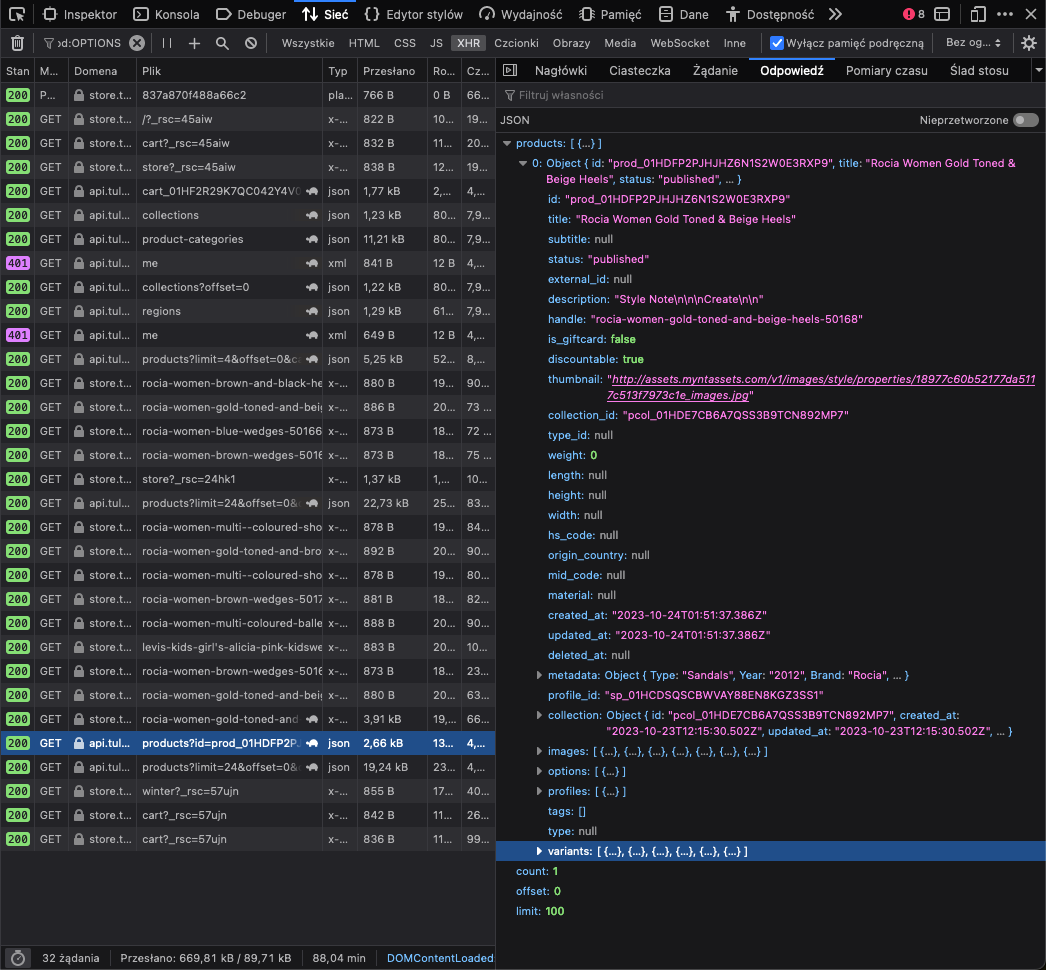 Inspektor Konsola Debuger Sieć Edytor stylów Wydajność Pamięć Dane Dostępność 8
od:OPTIONS Wszystkie HTML CSS JS XHR Czcionki Obrazy Media WebSocket Inne Wyłącz pamięć podręczną Bez og…
Stan M… Domena Plik Typ Przesłano Ro… Cz…
200 P… store.t… 837a870f488a66c2 pla… 766 B 0 B 66…
200 GET store.t… /?_rsc=45aiw x-… 822 B 10… 19…
200 GET store.t… cart?_rsc=45aiw x-… 832 B 11… 20…
200 GET store.t… store?_rsc=45aiw x-… 838 B 12… 19…
200 GET api.tul… cart_01HF2R29K7QC042Y4V0 json 1,77 kB 2,… 4,…
200 GET api.tul… collections json 1,23 kB 80… 7,9…
200 GET api.tul… product-categories json 11,21 kB 80… 7,9…
401 GET api.tul… me xml 841 B 12 B 4,…
200 GET api.tul… collections?offset=0 json 1,22 kB 80… 7,9…
200 GET api.tul… regions json 1,29 kB 61… 7,9…
401 GET api.tul… me xml 649 B 12 B 4,…
200 GET api.tul… products?limit=4&offset=0&c json 5,25 kB 52… 8,…
200 GET store.t… rocia-women-brown-and-black-he x-… 880 B 19… 90…
200 GET store.t… rocia-women-gold-toned-and-bei x-… 886 B 20… 73 …
200 GET store.t… rocia-women-blue-wedges-50166 x-… 873 B 18… 72 …
200 GET store.t… rocia-women-brown-wedges-5016 x-… 873 B 18… 75 …
200 GET store.t… store?_rsc=24hk1 x-… 1,37 kB 1,… 10…
200 GET api.tul… products?limit=24&offset=0& json 22,73 kB 25… 83…
200 GET store.t… rocia-women-multi--coloured-sho x-… 878 B 19… 84…
200 GET store.t… rocia-women-gold-toned-and-bro x-… 892 B 20… 90…
200 GET store.t… rocia-women-multi--coloured-sho x-… 878 B 19… 80…
200 GET store.t… rocia-women-brown-wedges-5017 x-… 881 B 18… 82…
200 GET store.t… rocia-women-multi-coloured-balle x-… 888 B 20… 90…
200 GET store.t… levis-kids-girl's-alicia-pink-kidswe x-… 883 B 20… 10…
200 GET store.t… rocia-women-brown-wedges-5016 x-… 873 B 18… 23…
200 GET store.t… rocia-women-gold-toned-and-bei x-… 880 B 20… 63…
200 GET store.t… rocia-women-gold-toned-and- x-… 3,91 kB 19,… 66…
200 GET api.tul… products?id=prod_01HDFP2P json 2,66 kB 13… 4,…
200 GET api.tul… products?limit=24&offset=0& json 19,24 kB 23… 4,…
200 GET store.t… winter?_rsc=57ujn x-… 855 B 17… 40…
200 GET store.t… cart?_rsc=57ujn x-… 842 B 11… 26…
200 GET store.t… cart?_rsc=57ujn x-… 836 B 11… 99…
32 żądania Przesłano: 669,81 kB / 89,71 kB 88,04 min DOMContentLoaded
Nagłówki Ciasteczka Żądanie Odpowiedź Pomiary czasu Ślad stosu
Filtruj własności
JSON Nieprzetworzone
products: [ {…} ]
0: Object { id: "prod_01HDFP2PJHJHZ6N1S2W0E3RXP9", title: "Rocia Women Gold Toned &
Beige Heels", status: "published", … }
id: "prod_01HDFP2PJHJHZ6N1S2W0E3RXP9"
title: "Rocia Women Gold Toned & Beige Heels"
subtitle: null
status: "published"
external_id: null
description: "Style Note\n\n\nCreate\n\n"
handle: "rocia-women-gold-toned-and-beige-heels-50168"
is_giftcard: false
discountable: true
thumbnail: "http://assets.myntassets.com/v1/images/style/properties/18977c60b52177da511
7c513f7973c1e_images.jpg"
collection_id: "pcol_01HDE7CB6A7QSS3B9TCN892MP7"
type_id: null
weight: 0
length: null
height: null
width: null
hs_code: null
origin_country: null
mid_code: null
material: null
created_at: "2023-10-24T01:51:37.386Z"
updated_at: "2023-10-24T01:51:37.386Z"
deleted_at: null
metadata: Object { Type: "Sandals", Year: "2012", Brand: "Rocia", … }
profile_id: "sp_01HCDSQSCBWVAY88EN8KGZ3SS1"
collection: Object { id: "pcol_01HDE7CB6A7QSS3B9TCN892MP7", created_at:
"2023-10-23T12:15:30.502Z", updated_at: "2023-10-23T12:15:30.502Z", … }
images: [ {…}, {…}, {…}, {…}, {…}, {…}, {…} ]
options: [ {…} ]
profiles: [ {…} ]
tags: []
type: null
variants: [ {…}, {…}, {…}, {…}, {…}, {…} ]
count: 1
offset: 0
limit: 100